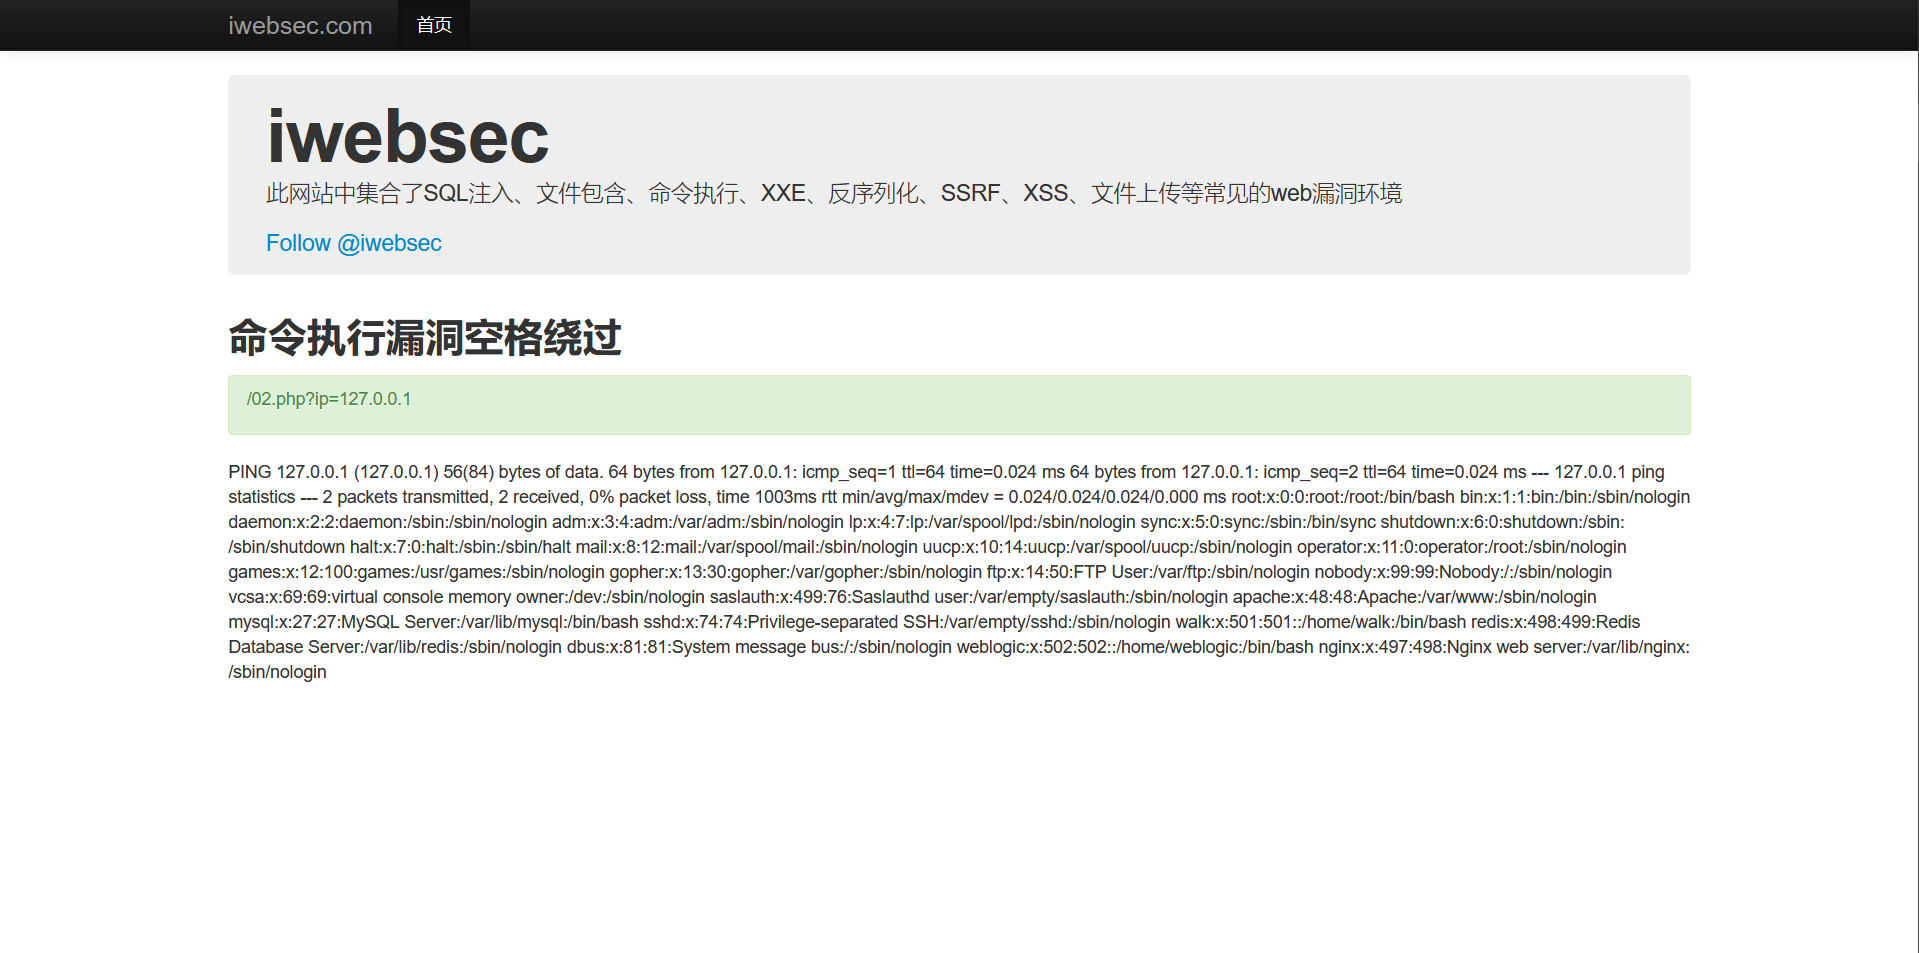 iwebsec.com 首页
iwebsec
此网站中集合了SQL注入、文件包含、命令执行、XXE、反序列化、SSRF、XSS、文件上传等常见的web漏洞环境
Follow @iwebsec
命令执行漏洞空格绕过
/02.php?ip=127.0.0.1
PING 127.0.0.1 (127.0.0.1) 56(84) bytes of data. 64 bytes from 127.0.0.1: icmp_seq=1 ttl=64 time=0.024 ms 64 bytes from 127.0.0.1: icmp_seq=2 ttl=64 time=0.024 ms --- 127.0.0.1 ping
statistics --- 2 packets transmitted, 2 received, 0% packet loss, time 1003ms rtt min/avg/max/mdev = 0.024/0.024/0.024/0.000 ms root:x:0:0:root:/root:/bin/bash bin:x:1:1:bin:/bin:/sbin/nologin
daemon:x:2:2:daemon:/sbin:/sbin/nologin adm:x:3:4:adm:/var/adm:/sbin/nologin lp:x:4:7:lp:/var/spool/lpd:/sbin/nologin sync:x:5:0:sync:/sbin:/bin/sync shutdown:x:6:0:shutdown:/sbin:
/sbin/shutdown halt:x:7:0:halt:/sbin:/sbin/halt mail:x:8:12:mail:/var/spool/mail:/sbin/nologin uucp:x:10:14:uucp:/var/spool/uucp:/sbin/nologin operator:x:11:0:operator:/root:/sbin/nologin
games:x:12:100:games:/usr/games:/sbin/nologin gopher:x:13:30:gopher:/var/gopher:/sbin/nologin ftp:x:14:50:FTP User:/var/ftp:/sbin/nologin nobody:x:99:99:Nobody:/:/sbin/nologin
vcsa:x:69:69:virtual console memory owner:/dev:/sbin/nologin saslauth:x:499:76:Saslauthd user:/var/empty/saslauth:/sbin/nologin apache:x:48:48:Apache:/var/www:/sbin/nologin
mysql:x:27:27:MySQL Server:/var/lib/mysql:/bin/bash sshd:x:74:74:Privilege-separated SSH:/var/empty/sshd:/sbin/nologin walk:x:501:501::/home/walk:/bin/bash redis:x:498:499:Redis
Database Server:/var/lib/redis:/sbin/nologin dbus:x:81:81:System message bus:/:/sbin/nologin weblogic:x:502:502::/home/weblogic:/bin/bash nginx:x:497:498:Nginx web server:/var/lib/nginx:
/sbin/nologin